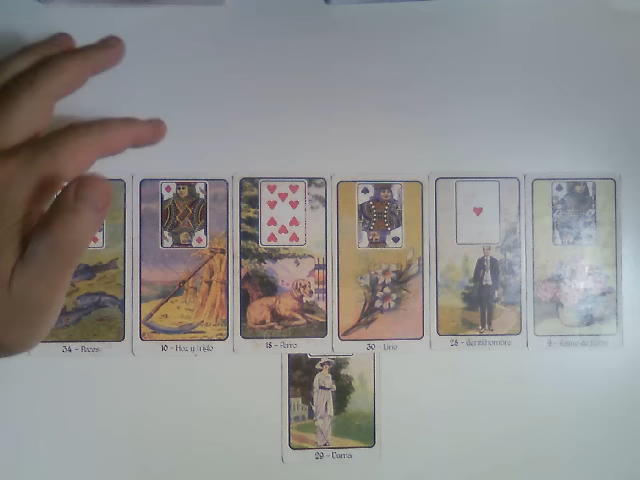 34 - Peces
10 - Hoz y trigo
18 - Perro
30 - Lirio
28 - Gentilhombre
9 - Ramo de flores
29 - Dama